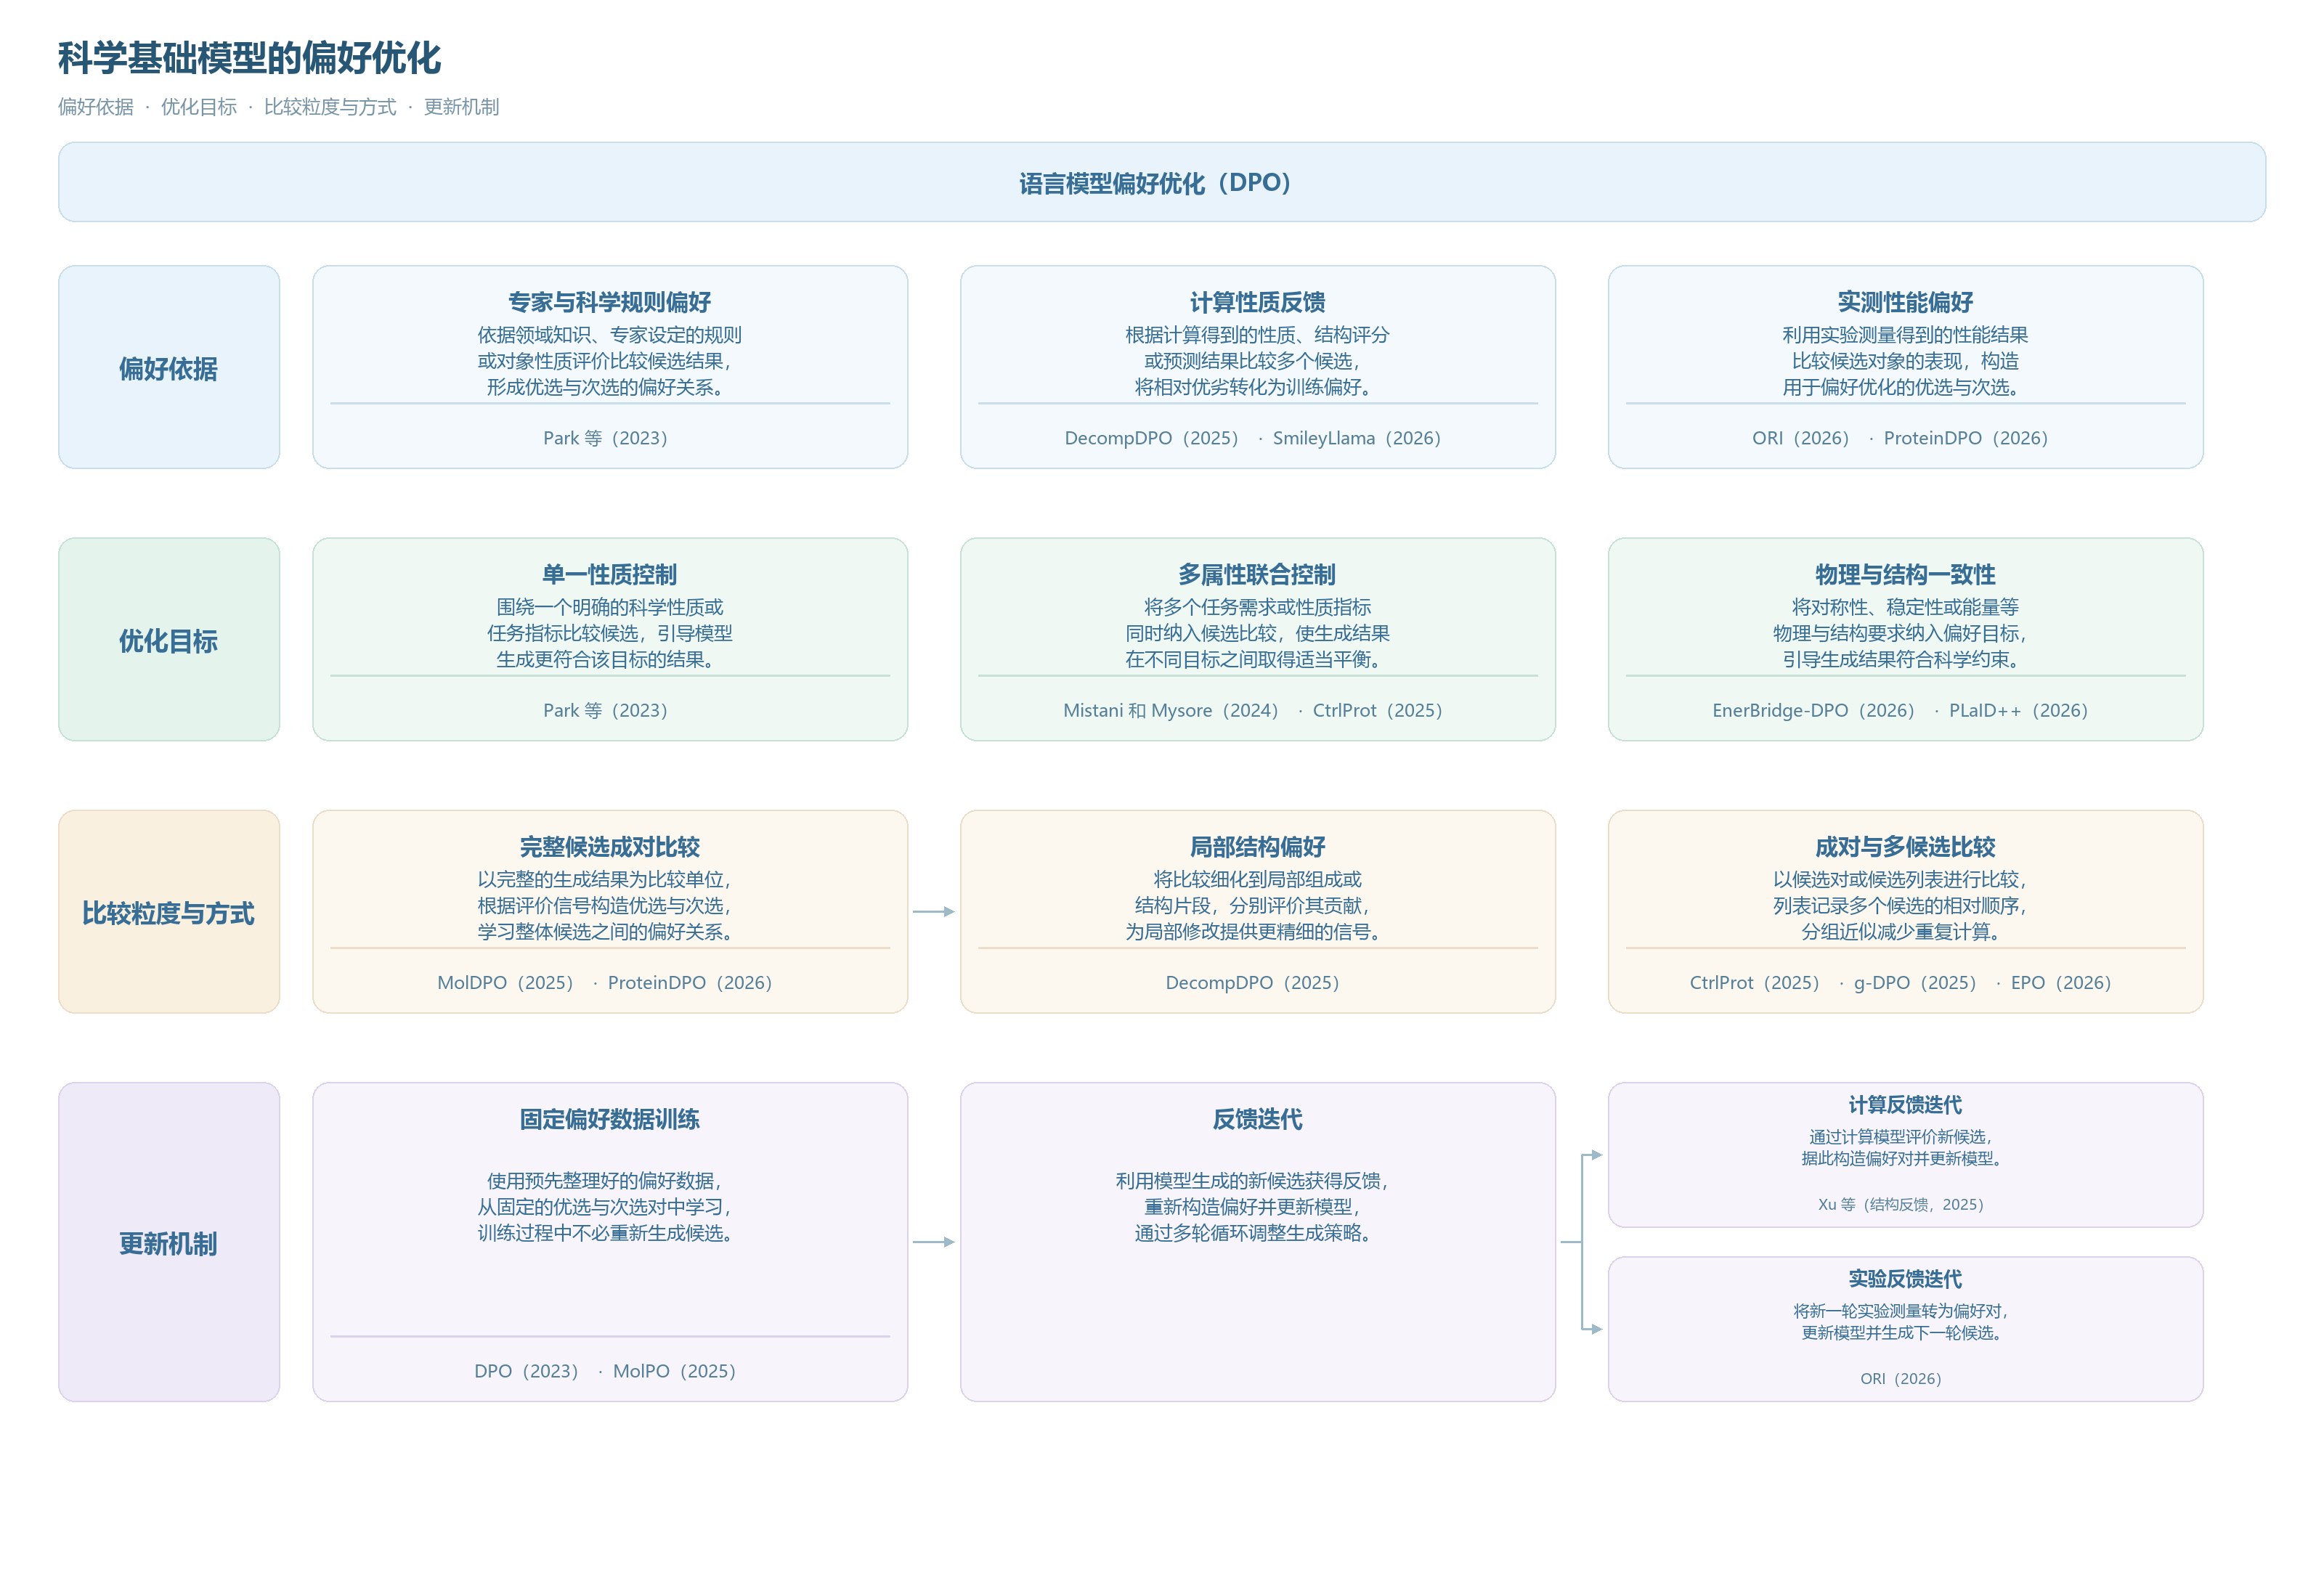 科学基础模型的偏好优化
偏好依据 · 优化目标 · 比较粒度与方式 · 更新机制
语言模型偏好优化（DPO）
偏好依据
专家与科学规则偏好
依据领域知识、专家设定的规则
或对象性质评价比较候选结果，
形成优选与次选的偏好关系。
Park 等（2023）
计算性质反馈
根据计算得到的性质、结构评分
或预测结果比较多个候选，
将相对优劣转化为训练偏好。
DecompDPO（2025） · SmileyLlama（2026）
实测性能偏好
利用实验测量得到的性能结果
比较候选对象的表现，构造
用于偏好优化的优选与次选。
ORI（2026） · ProteinDPO（2026）
优化目标
单一性质控制
围绕一个明确的科学性质或
任务指标比较候选，引导模型
生成更符合该目标的结果。
Park 等（2023）
多属性联合控制
将多个任务需求或性质指标
同时纳入候选比较，使生成结果
在不同目标之间取得适当平衡。
Mistani 和 Mysore（2024） · CtrlProt（2025）
物理与结构一致性
将对称性、稳定性或能量等
物理与结构要求纳入偏好目标，
引导生成结果符合科学约束。
EnerBridge-DPO（2026） · PLaID++（2026）
比较粒度与方式
完整候选成对比较
以完整的生成结果为比较单位，
根据评价信号构造优选与次选，
学习整体候选之间的偏好关系。
MolDPO（2025） · ProteinDPO（2026）
局部结构偏好
将比较细化到局部组成或
结构片段，分别评价其贡献，
为局部修改提供更精细的信号。
DecompDPO（2025）
成对与多候选比较
以候选对或候选列表进行比较，
列表记录多个候选的相对顺序，
分组近似减少重复计算。
CtrlProt（2025） · g-DPO（2025） · EPO（2026）
更新机制
固定偏好数据训练
使用预先整理好的偏好数据，
从固定的优选与次选对中学习，
训练过程中不必重新生成候选。
DPO（2023） · MolPO（2025）
反馈迭代
利用模型生成的新候选获得反馈，
重新构造偏好并更新模型，
通过多轮循环调整生成策略。
计算反馈迭代
通过计算模型评价新候选，
据此构造偏好对并更新模型。
Xu 等（结构反馈，2025）
实验反馈迭代
将新一轮实验测量转为偏好对，
更新模型并生成下一轮候选。
ORI（2026）